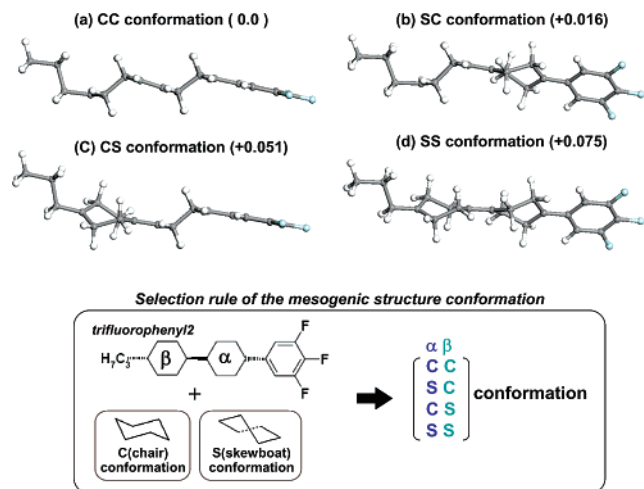 (a) CC conformation ( 0.0 )
(b) SC conformation (+0.016)
(C) CS conformation (+0.051)
(d) SS conformation (+0.075)
Selection rule of the mesogenic structure conformation
trifluorophenyl2
F
H7C3
β
α
F
F
+
C(chair)
conformation
S(skewboat)
conformation
α β
C C
S C
C S
S S
conformation